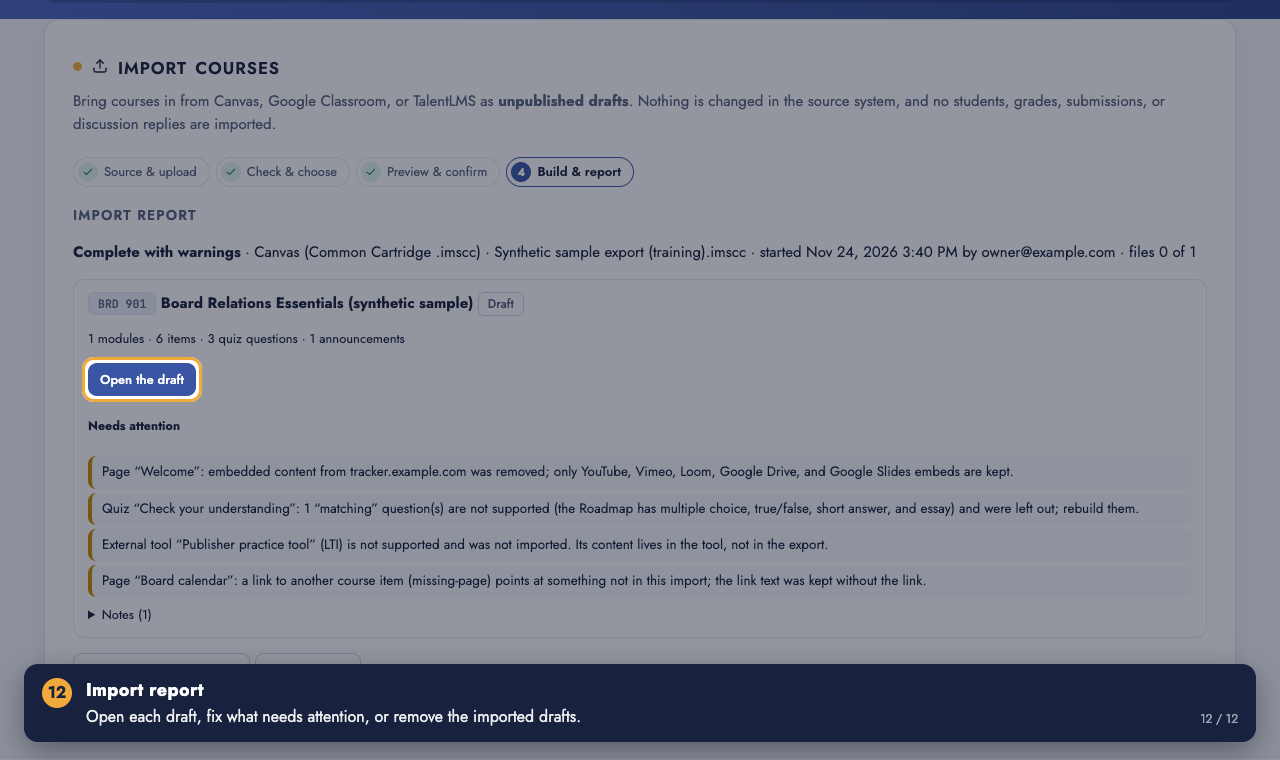 IMPORT COURSES
Bring courses in from Canvas, Google Classroom, or TalentLMS as unpublished drafts. Nothing is changed in the source system, and no students, grades, submissions, or
discussion replies are imported.
Source & upload
Check & choose
Preview & confirm
4 Build & report
IMPORT REPORT
Complete with warnings · Canvas (Common Cartridge .imscc) · Synthetic sample export (training).imscc · started Nov 24, 2026 3:40 PM by owner@example.com · files 0 of 1
BRD 901 Board Relations Essentials (synthetic sample) Draft
1 modules · 6 items · 3 quiz questions · 1 announcements
Open the draft
Needs attention
Page “Welcome”: embedded content from tracker.example.com was removed; only YouTube, Vimeo, Loom, Google Drive, and Google Slides embeds are kept.
Quiz “Check your understanding”: 1 “matching” question(s) are not supported (the Roadmap has multiple choice, true/false, short answer, and essay) and were left out; rebuild them.
External tool “Publisher practice tool” (LTI) is not supported and was not imported. Its content lives in the tool, not in the export.
Page “Board calendar”: a link to another course item (missing-page) points at something not in this import; the link text was kept without the link.
Notes (1)
12 Import report
Open each draft, fix what needs attention, or remove the imported drafts.
12 / 12